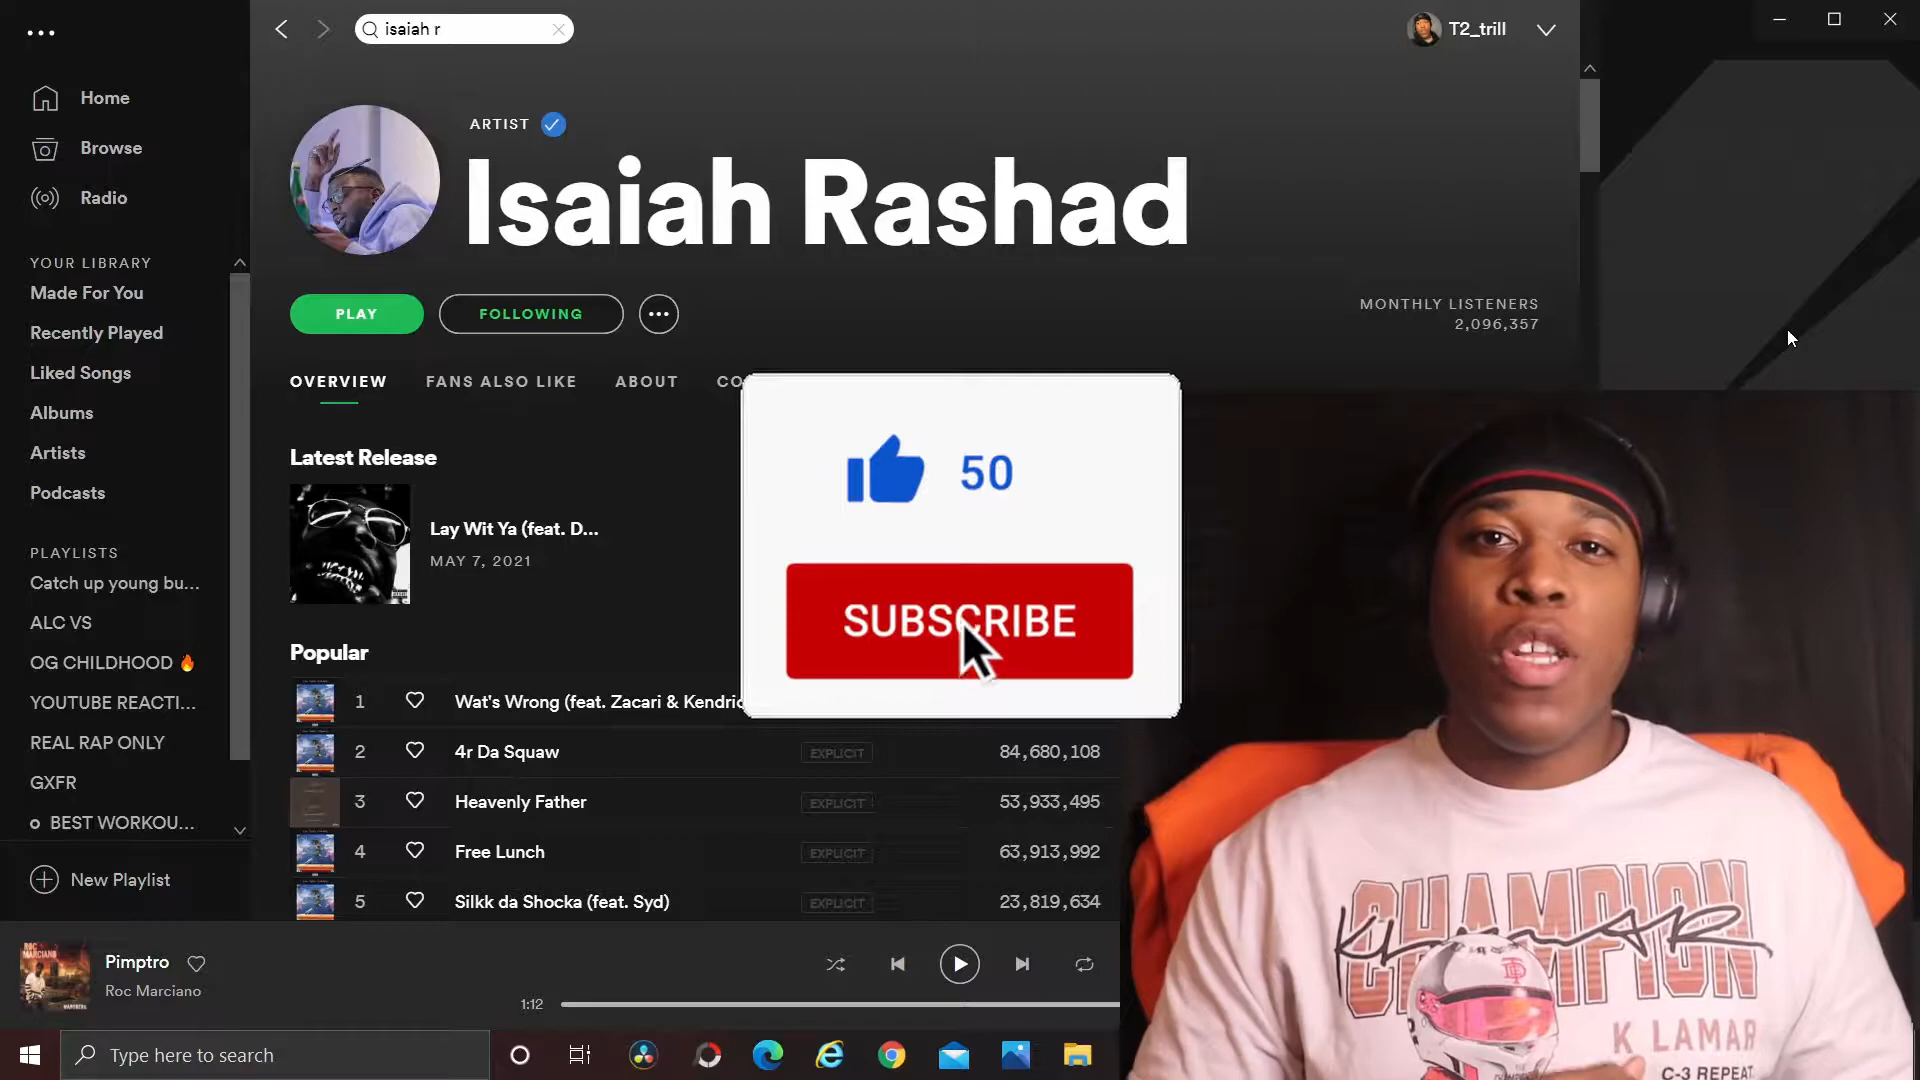 isaiah r
T2_trill
Home
Browse
Radio
YOUR LIBRARY
Made For You
Recently Played
Liked Songs
Albums
Artists
Podcasts
PLAYLISTS
Catch up young bu...
ALC VS
OG CHILDHOOD 🔥
YOUTUBE REACTI...
REAL RAP ONLY
GXFR
BEST WORKOU...
New Playlist
ARTIST
Isaiah Rashad
PLAY
FOLLOWING
MONTHLY LISTENERS
2,096,357
OVERVIEW
FANS ALSO LIKE
ABOUT
CO
Latest Release
Lay Wit Ya (feat. D...
MAY 7, 2021
50
SUBSCRIBE
Popular
1 Wat's Wrong (feat. Zacari & Kendric
2 4r Da Squaw EXPLICIT 84,680,108
3 Heavenly Father EXPLICIT 53,933,495
4 Free Lunch EXPLICIT 63,913,992
5 Silkk da Shocka (feat. Syd) EXPLICIT 23,819,634
ROC
MARCIANO
Pimptro
Roc Marciano
1:12
Type here to search
CHAMPION
K LAMAR
C-3 REPEAT